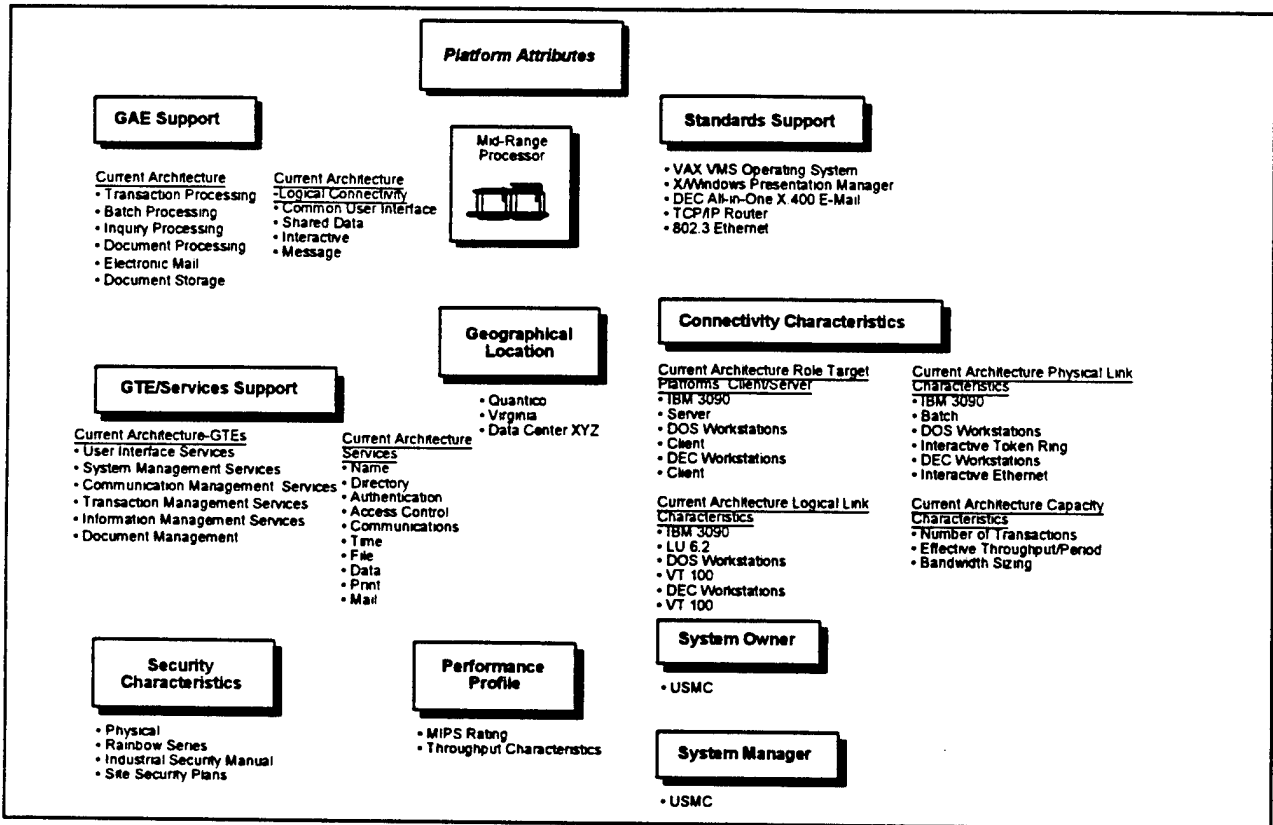 Platform Attributes
GAE Support
Current Architecture
• Transaction Processing
• Batch Processing
• Inquiry Processing
• Document Processing
• Electronic Mail
• Document Storage
Current Architecture
Logical Connectivity
• Common User Interface
• Shared Data
• Interactive
• Message
Mid-Range
Processor
Standards Support
• VAX VMS Operating System
• X/Windows Presentation Manager
• DEC All-in-One X.400 E-Mail
• TCP/IP Router
• 802.3 Ethernet
Geographical
Location
• Quantico
• Virginia
• Data Center XYZ
Connectivity Characteristics
Current Architecture Role Target
Platforms Client/Server
• IBM 3090
• Server
• DOS Workstations
• Client
• DEC Workstations
• Client
Current Architecture Physical Link
Characteristics
• IBM 3090
• Batch
• DOS Workstations
• Interactive Token Ring
• DEC Workstations
• Interactive Ethernet
Current Architecture Logical Link
Characteristics
• IBM 3090
• LU 6.2
• DOS Workstations
• VT 100
• DEC Workstations
• VT 100
Current Architecture Capacity
Characteristics
• Number of Transactions
• Effective Throughput/Period
• Bandwidth Sizing
GTE/Services Support
Current Architecture-GTEs
• User Interface Services
• System Management Services
• Communication Management Services
• Transaction Management Services
• Information Management Services
• Document Management
Current Architecture
Services
• Name
• Directory
• Authentication
• Access Control
• Communications
• Time
• File
• Data
• Print
• Mail
Security
Characteristics
• Physical
• Rainbow Series
• Industrial Security Manual
• Site Security Plans
Performance
Profile
• MIPS Rating
• Throughput Characteristics
System Owner
• USMC
System Manager
• USMC